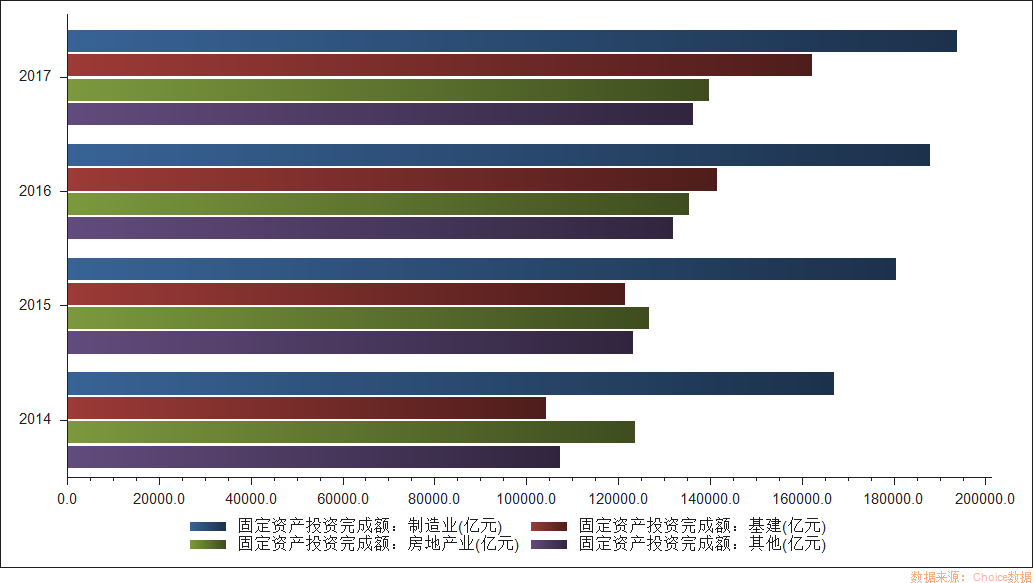 2017
2016
2015
2014
0.0 20000.0 40000.0 60000.0 80000.0 100000.0 120000.0 140000.0 160000.0 180000.0 200000.0
固定资产投资完成额：制造业(亿元) 固定资产投资完成额：基建(亿元)
固定资产投资完成额：房地产业(亿元) 固定资产投资完成额：其他(亿元)
数据来源：Choice数据